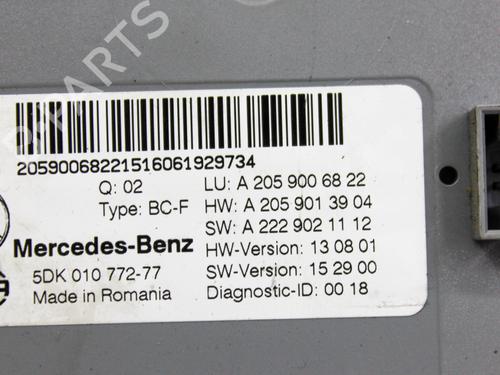 B-PARTS
20590068221516061929734
Q: 02
LU: A 205 900 68 22
Type: BC-F
HW: A 205 901 39 04
SW: A 222 902 11 12
Mercedes-Benz
HW-Version: 13 08 01
5DK 010 772-77
SW-Version: 15 29 00
Made in Romania
Diagnostic-ID: 00 18